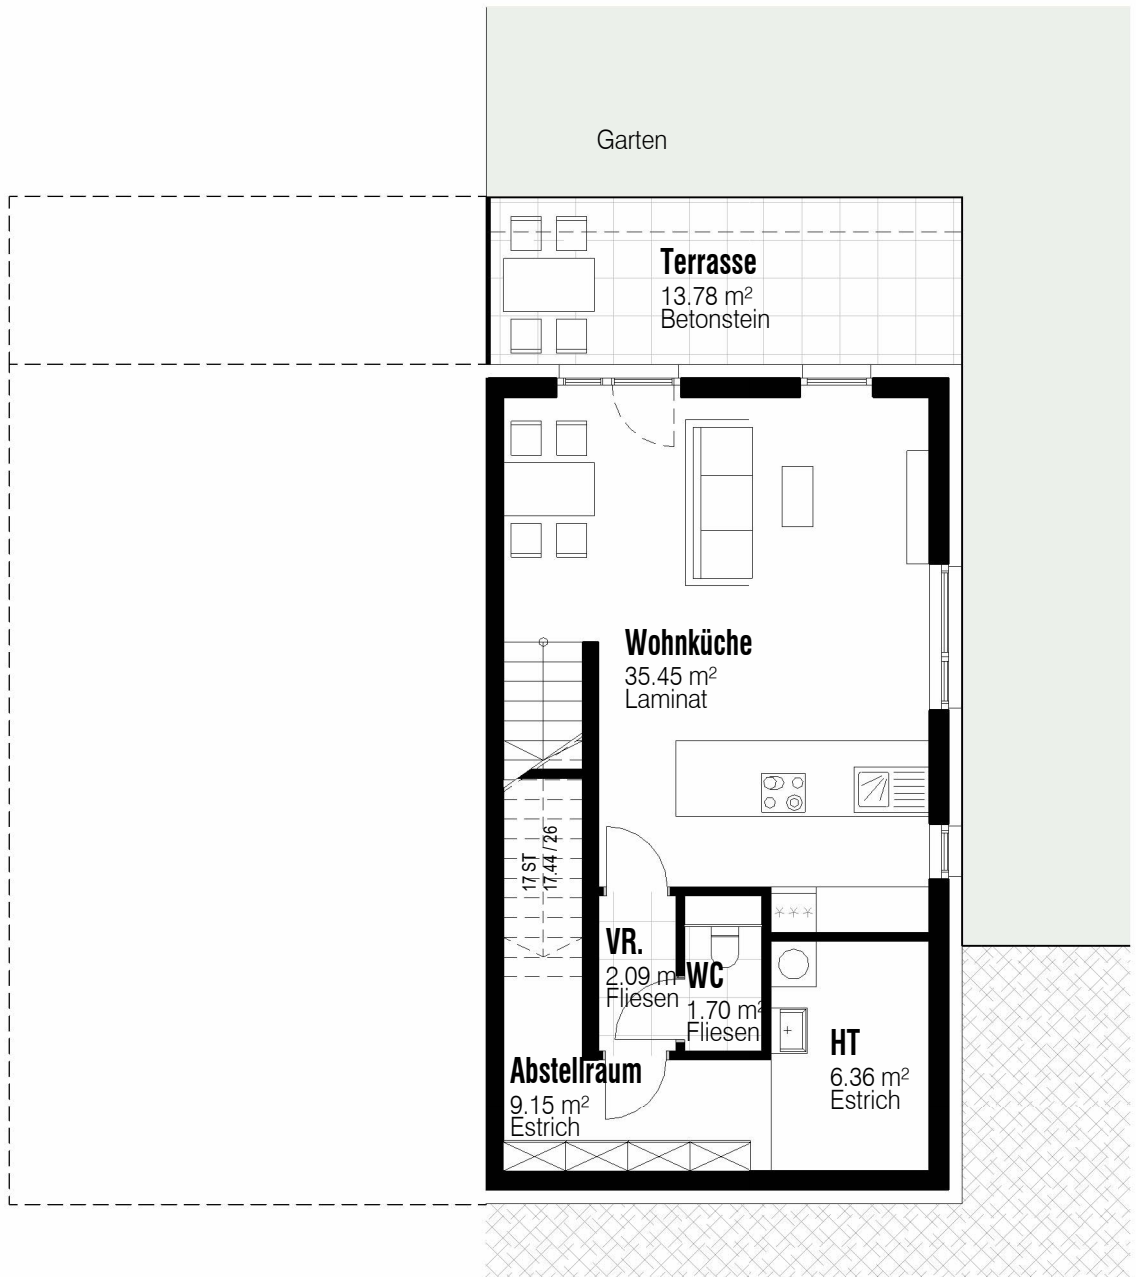 Garten
Terrasse
13.78 m²
Betonstein
Wohnküche
35.45 m²
Laminat
17 ST
17.44 / 26
VR.
2.09 m
Fliesen
WC
1.70 m²
Fliesen
HT
6.36 m²
Estrich
Abstellraum
9.15 m²
Estrich